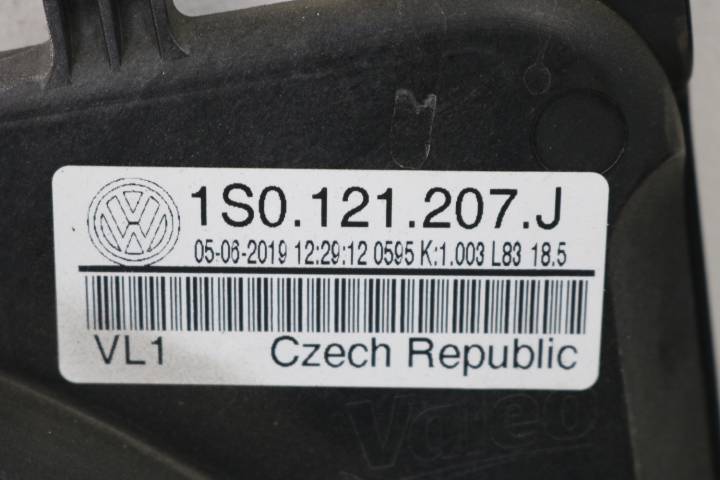 1S0.121.207.J
05-06-2019 12:29:12 0595 K:1.003 L83 18.5
VL1 Czech Republic
Valeo